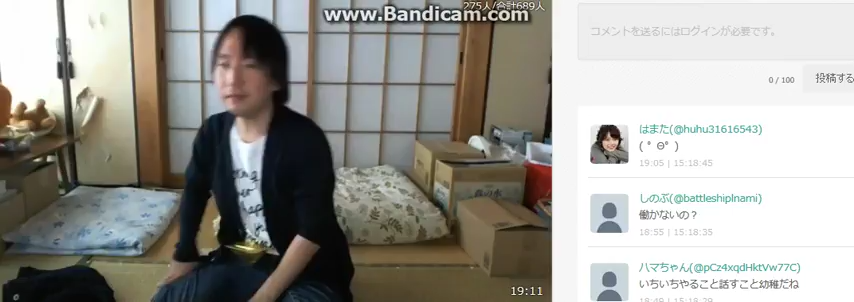 275人/合計689人
www.Bandicam.com
19:11
コメントを送るにはログインが必要です。
0 / 100
投稿する
はまた(@huhu31616543)
( ﾟΘﾟ)
19:05 | 15:18:45
しのぶ(@battleshiplnami)
働かないの？
18:55 | 15:18:35
ハマちゃん(@pCz4xqdHktVw77C)
いちいちやること話すこと幼稚だね